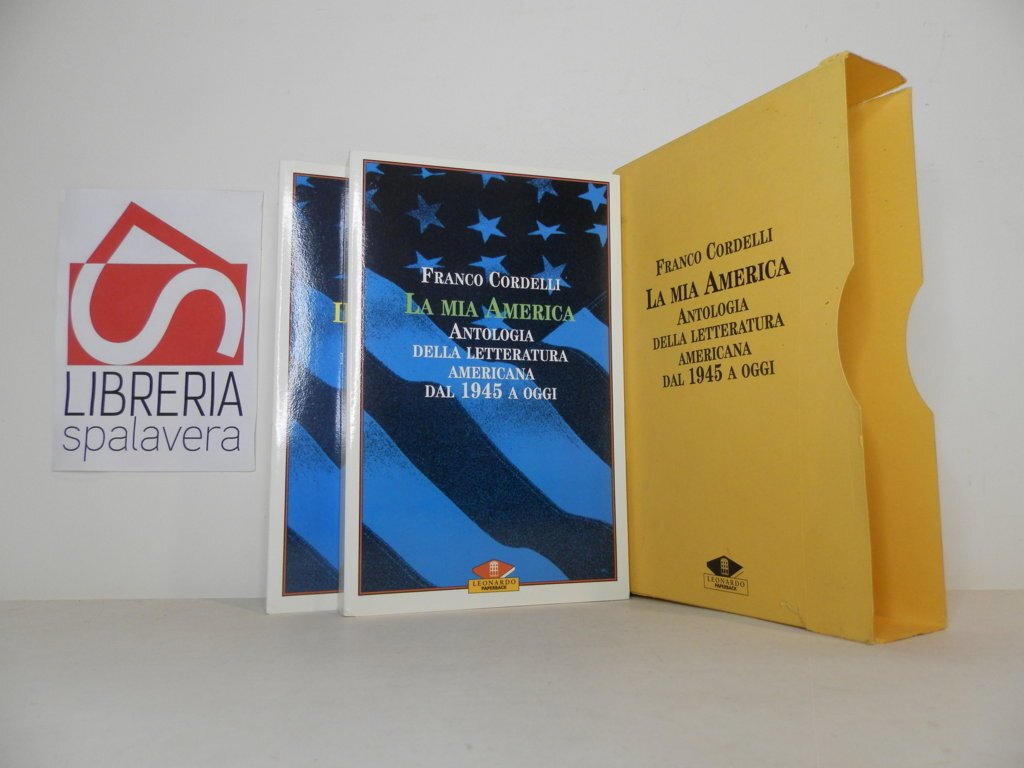 LIBRERIA
spalavera
L
FRANCO CORDELLI
LA MIA AMERICA
ANTOLOGIA
DELLA LETTERATURA
AMERICANA
DAL 1945 A OGGI
LEONARDO
PAPERBACK
FRANCO CORDELLI
LA MIA AMERICA
ANTOLOGIA
DELLA LETTERATURA
AMERICANA
DAL 1945 A OGGI
LEONARDO
PAPERBACK